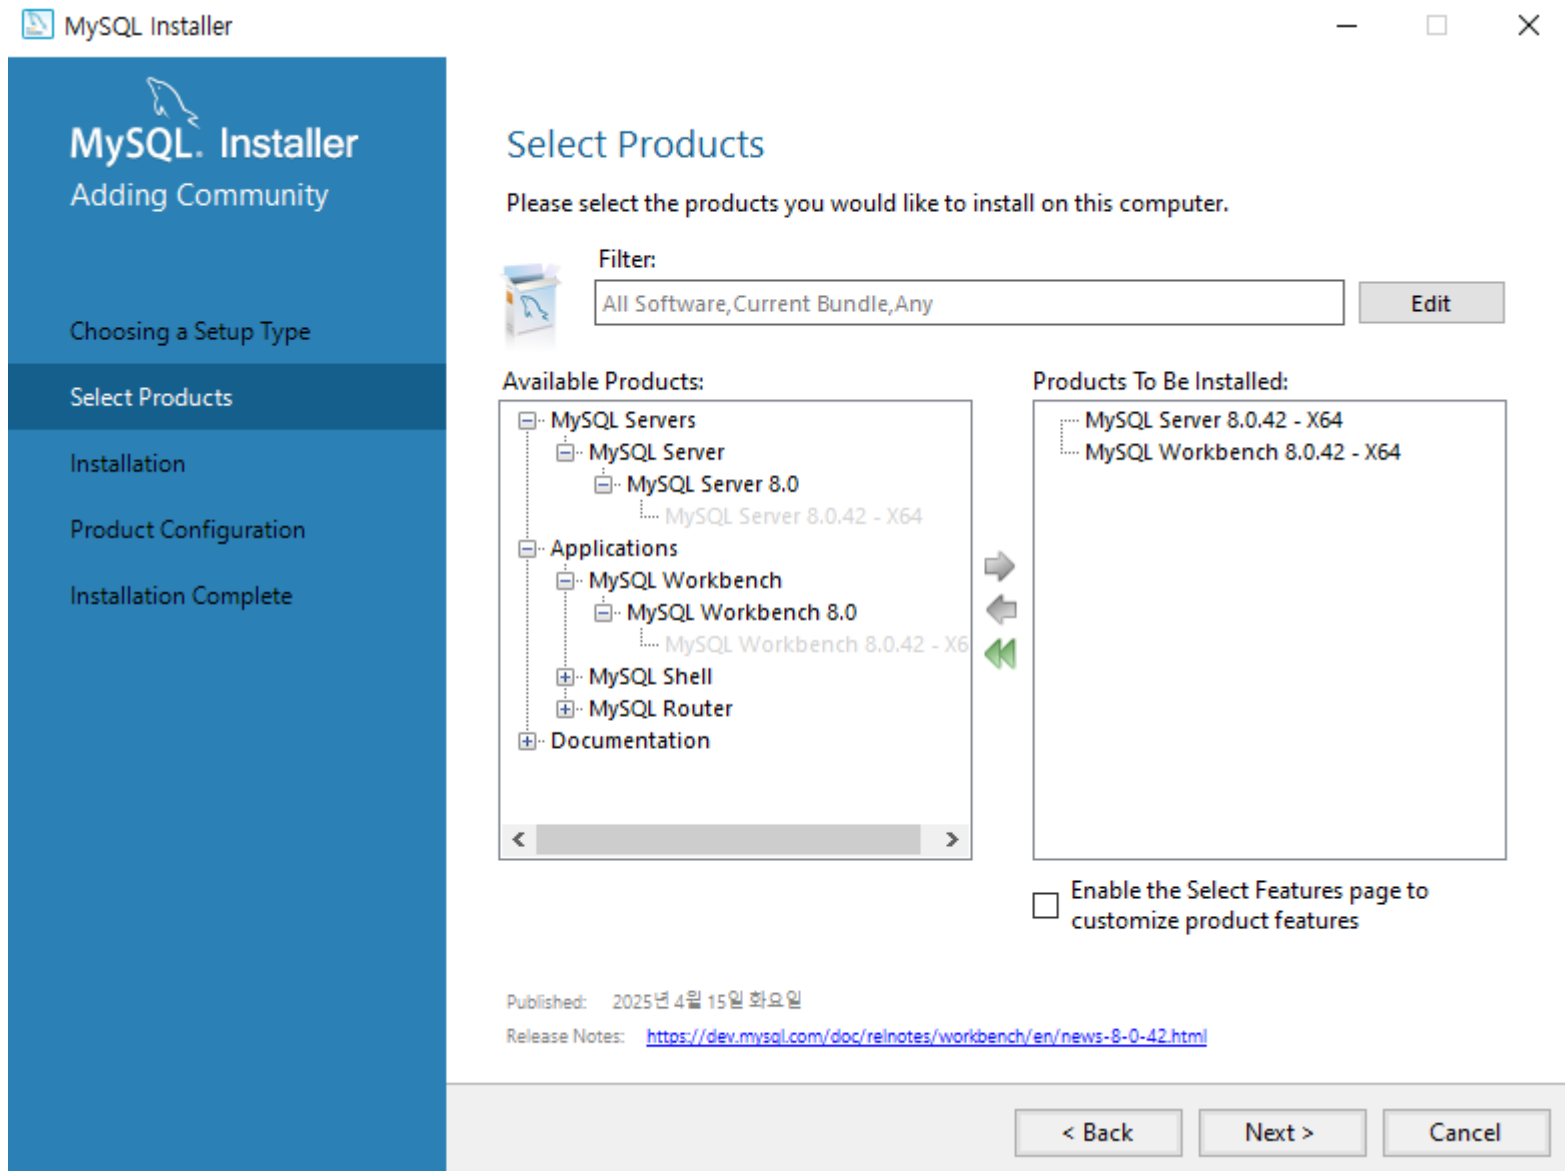 MySQL Installer
MySQL. Installer
Adding Community
Choosing a Setup Type
Select Products
Installation
Product Configuration
Installation Complete
Select Products
Please select the products you would like to install on this computer.
Filter:
All Software,Current Bundle,Any
Edit
Available Products:
MySQL Servers
MySQL Server
MySQL Server 8.0
MySQL Server 8.0.42 - X64
Applications
MySQL Workbench
MySQL Workbench 8.0
MySQL Workbench 8.0.42 - X6
MySQL Shell
MySQL Router
Documentation
Products To Be Installed:
MySQL Server 8.0.42 - X64
MySQL Workbench 8.0.42 - X64
Enable the Select Features page to
customize product features
Published: 2025년 4월 15일 화요일
Release Notes: https://dev.mysql.com/doc/relnotes/workbench/en/news-8-0-42.html
< Back
Next >
Cancel